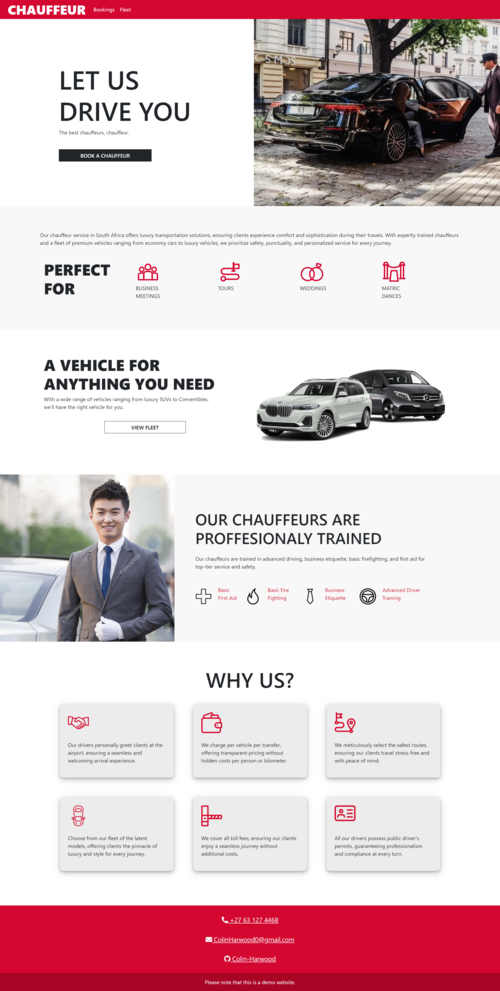 CHAUFFEUR Bookings Fleet
LET US
DRIVE YOU
The best chauffeurs, chauffeur.
BOOK A CHAUFFEUR
Our chauffeur service in South Africa offers luxury transportation solutions, ensuring clients experience comfort and sophistication during their travels. With expertly trained chauffeurs
and a fleet of premium vehicles ranging from economy cars to luxury vehicles, we prioritize safety, punctuality, and personalized service for every journey.
PERFECT
FOR
BUSINESS
MEETINGS
TOURS
WEDDINGS
MATRIC
DANCES
A VEHICLE FOR
ANYTHING YOU NEED
With a wide range of vehicles ranging from luxury SUVs to Convertibles,
we'll have the right vehicle for you.
VIEW FLEET
OUR CHAUFFEURS ARE
PROFFESIONALY TRAINED
Our chauffeurs are trained in advanced driving, business etiquette, basic firefighting, and first aid for
top-tier service and safety.
Basic
First Aid
Basic Fire
Fighting
Business
Etiquette
Advanced Driver
Training
WHY US?
Our drivers personally greet clients at the
airport, ensuring a seamless and
welcoming arrival experience.
We charge per vehicle per transfer,
offering transparent pricing without
hidden costs per person or kilometer.
We meticulously select the safest routes,
ensuring our clients travel stress-free and
with peace of mind.
Choose from our fleet of the latest
models, offering clients the pinnacle of
luxury and style for every journey.
We cover all toll fees, ensuring our clients
enjoy a seamless journey without
additional costs.
All our drivers possess public driver's
permits, guaranteeing professionalism
and compliance at every turn.
+27 63 127 4468
ColinHarwood0@gmail.com
Colin-Harwood
Please note that this is a demo website.